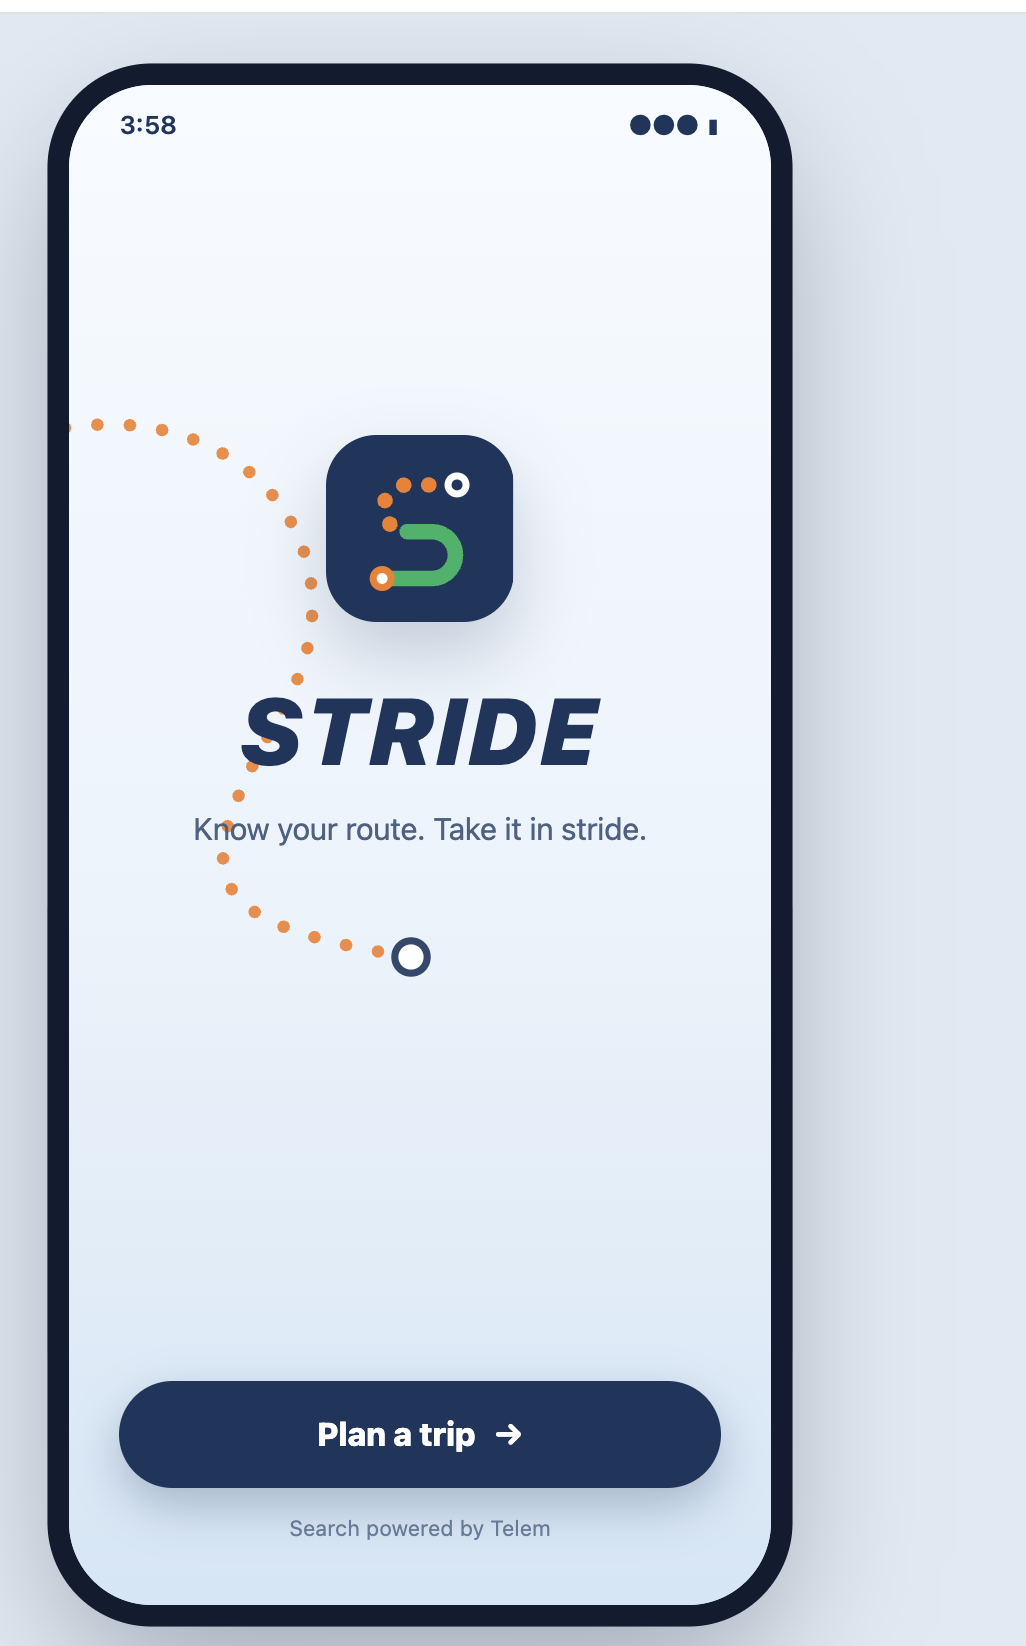 3:58
STRIDE
Know your route. Take it in stride.
Plan a trip →
Search powered by Telem